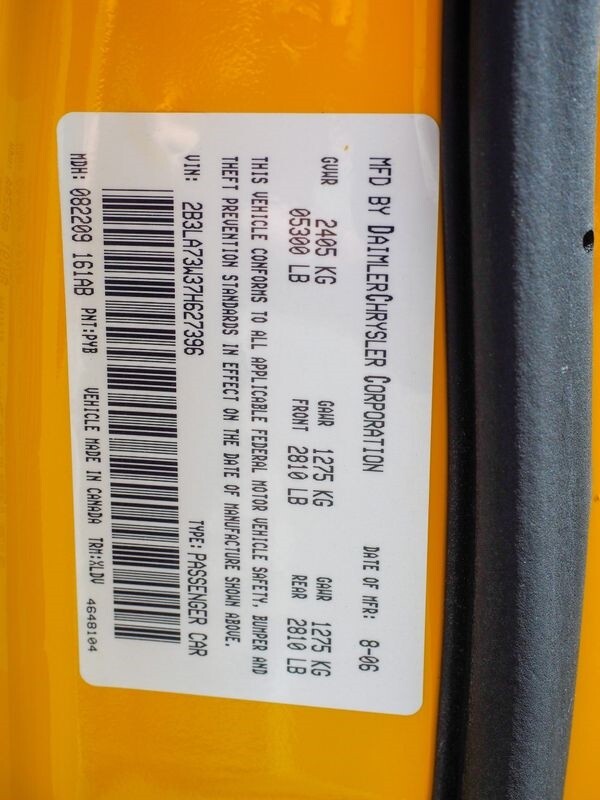 MFD BY DAIMLERCHRYSLER CORPORATION DATE OF MFR: 8-06
GVWR 2405 KG GAWR 1275 KG GAWR 1275 KG
05300 LB FRONT 2810 LB REAR 2810 LB
THIS VEHICLE CONFORMS TO ALL APPLICABLE FEDERAL MOTOR VEHICLE SAFETY, BUMPER AND
THEFT PREVENTION STANDARDS IN EFFECT ON THE DATE OF MANUFACTURE SHOWN ABOVE.
VIN: 2B3LA73W37H627396 TYPE: PASSENGER CAR
MDH: 082209 161AB PNT:PYB VEHICLE MADE IN CANADA TRM:XLDV 4648104